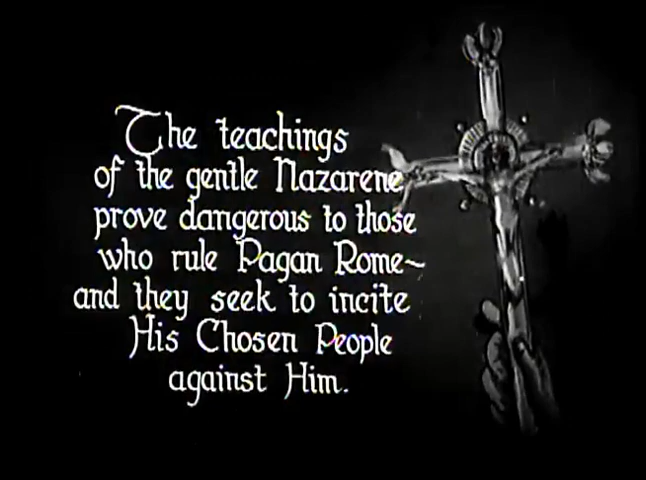 The teachings
of the gentle Nazarene
prove dangerous to those
who rule Pagan Rome~
and they seek to incite
His Chosen People
against Him.